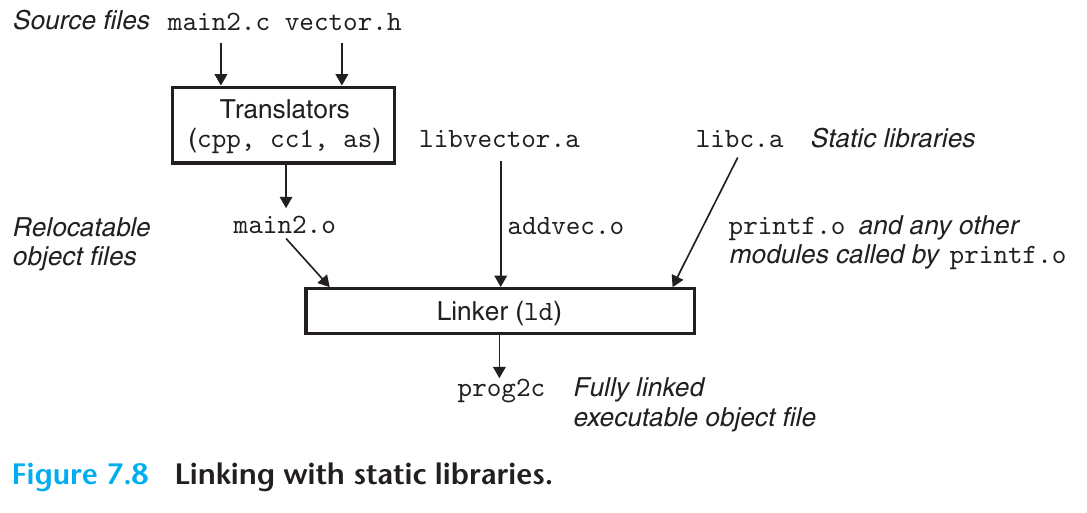 Source files main2.c vector.h
Translators
(cpp, cc1, as)
libvector.a
libc.a Static libraries
Relocatable
object files
main2.o
addvec.o
printf.o and any other
modules called by printf.o
Linker (ld)
prog2c
Fully linked
executable object file
Figure 7.8 Linking with static libraries.